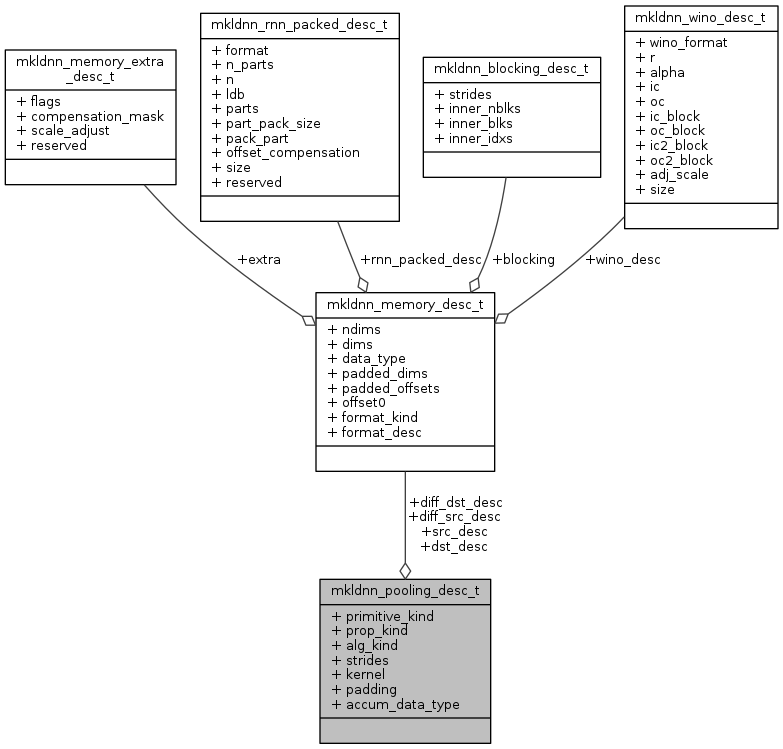 mkldnn_memory_extra
_desc_t
+ flags
+ compensation_mask
+ scale_adjust
+ reserved
mkldnn_rnn_packed_desc_t
+ format
+ n_parts
+ n
+ ldb
+ parts
+ part_pack_size
+ pack_part
+ offset_compensation
+ size
+ reserved
mkldnn_blocking_desc_t
+ strides
+ inner_nblks
+ inner_blks
+ inner_idxs
mkldnn_wino_desc_t
+ wino_format
+ r
+ alpha
+ ic
+ oc
+ ic_block
+ oc_block
+ ic2_block
+ oc2_block
+ adj_scale
+ size
+extra
+rnn_packed_desc
+blocking
+wino_desc
mkldnn_memory_desc_t
+ ndims
+ dims
+ data_type
+ padded_dims
+ padded_offsets
+ offset0
+ format_kind
+ format_desc
+diff_dst_desc
+diff_src_desc
+src_desc
+dst_desc
mkldnn_pooling_desc_t
+ primitive_kind
+ prop_kind
+ alg_kind
+ strides
+ kernel
+ padding
+ accum_data_type